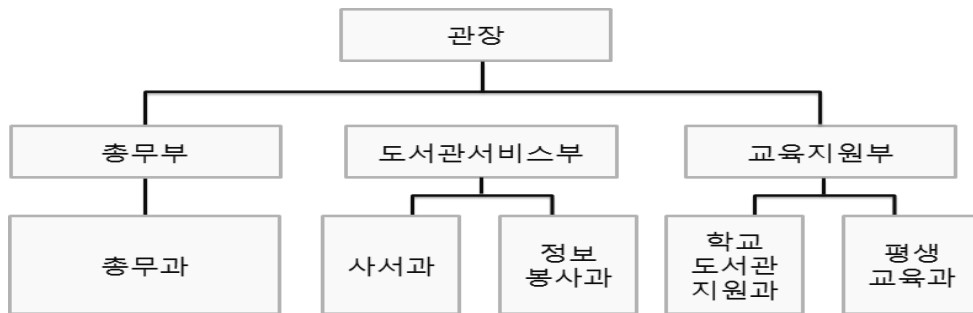 관장
총무부
도서관서비스부
교육지원부
총무과
사서과
정보
봉사과
학교
도서관
지원과
평생
교육과